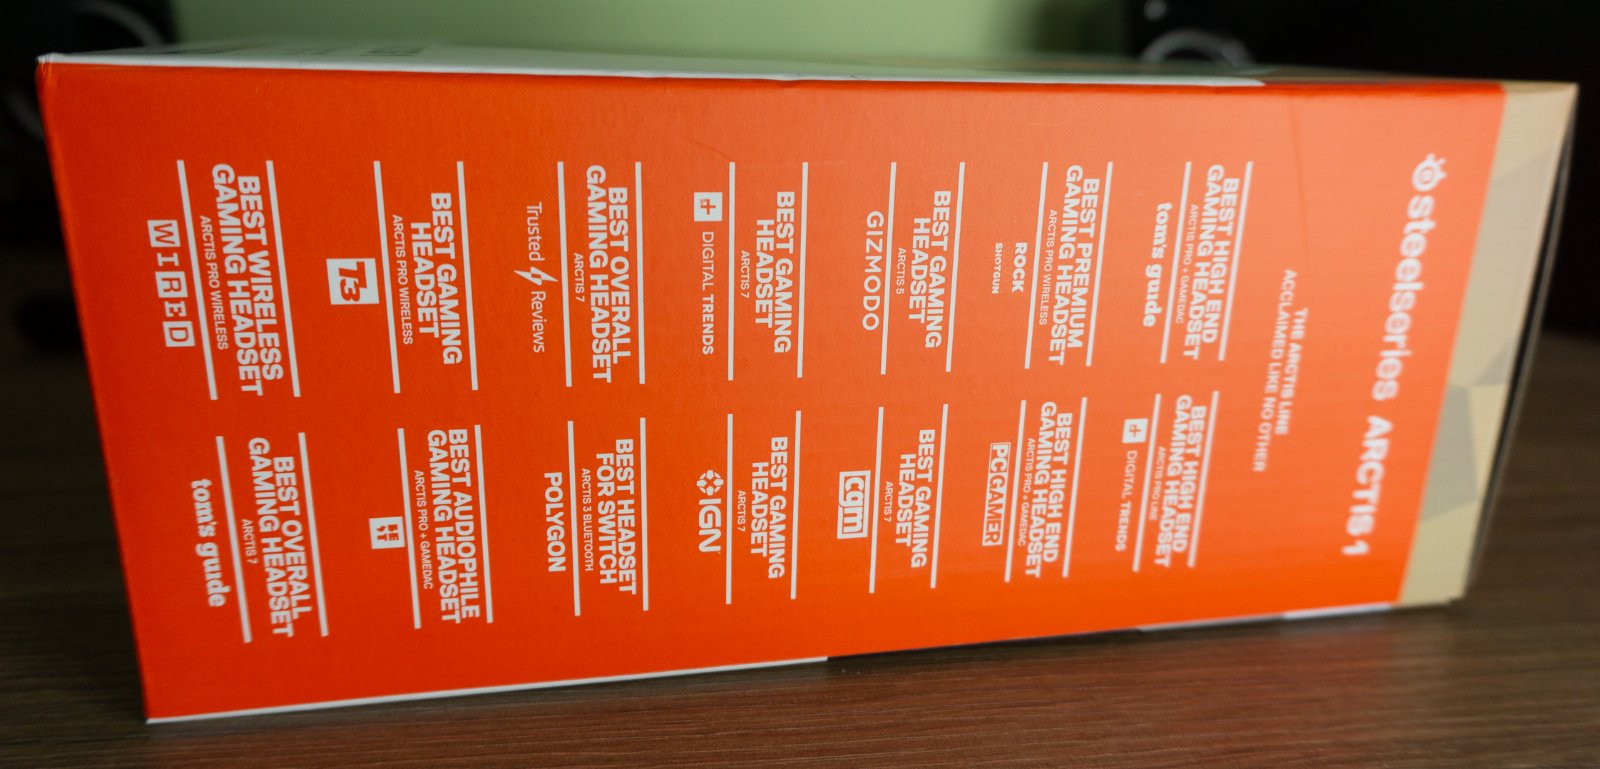 steelseries ARCTIS 1
THE ARCTIS LINE
ACCLAIMED LIKE NO OTHER
BEST HIGH END
GAMING HEADSET
ARCTIS PRO + GAMEDAC
tom's guide
BEST HIGH END
GAMING HEADSET
ARCTIS PRO LINE
DIGITAL TRENDS
BEST PREMIUM
GAMING HEADSET
ARCTIS PRO WIRELESS
ROCK
SHOTGUN
BEST HIGH END
GAMING HEADSET
ARCTIS PRO + GAMEDAC
PC GAMER
BEST GAMING
HEADSET
ARCTIS 5
GIZMODO
BEST GAMING
HEADSET
ARCTIS 7
cgm
BEST GAMING
HEADSET
ARCTIS 7
DIGITAL TRENDS
BEST GAMING
HEADSET
ARCTIS 7
IGN
BEST OVERALL
GAMING HEADSET
ARCTIS 7
Trusted Reviews
BEST HEADSET
FOR SWITCH
ARCTIS 3 BLUETOOTH
POLYGON
BEST GAMING
HEADSET
ARCTIS PRO WIRELESS
T3
BEST AUDIOPHILE
GAMING HEADSET
ARCTIS PRO + GAMEDAC
BE
ST
BEST WIRELESS
GAMING HEADSET
ARCTIS PRO WIRELESS
WIRED
BEST OVERALL
GAMING HEADSET
ARCTIS 7
tom's guide